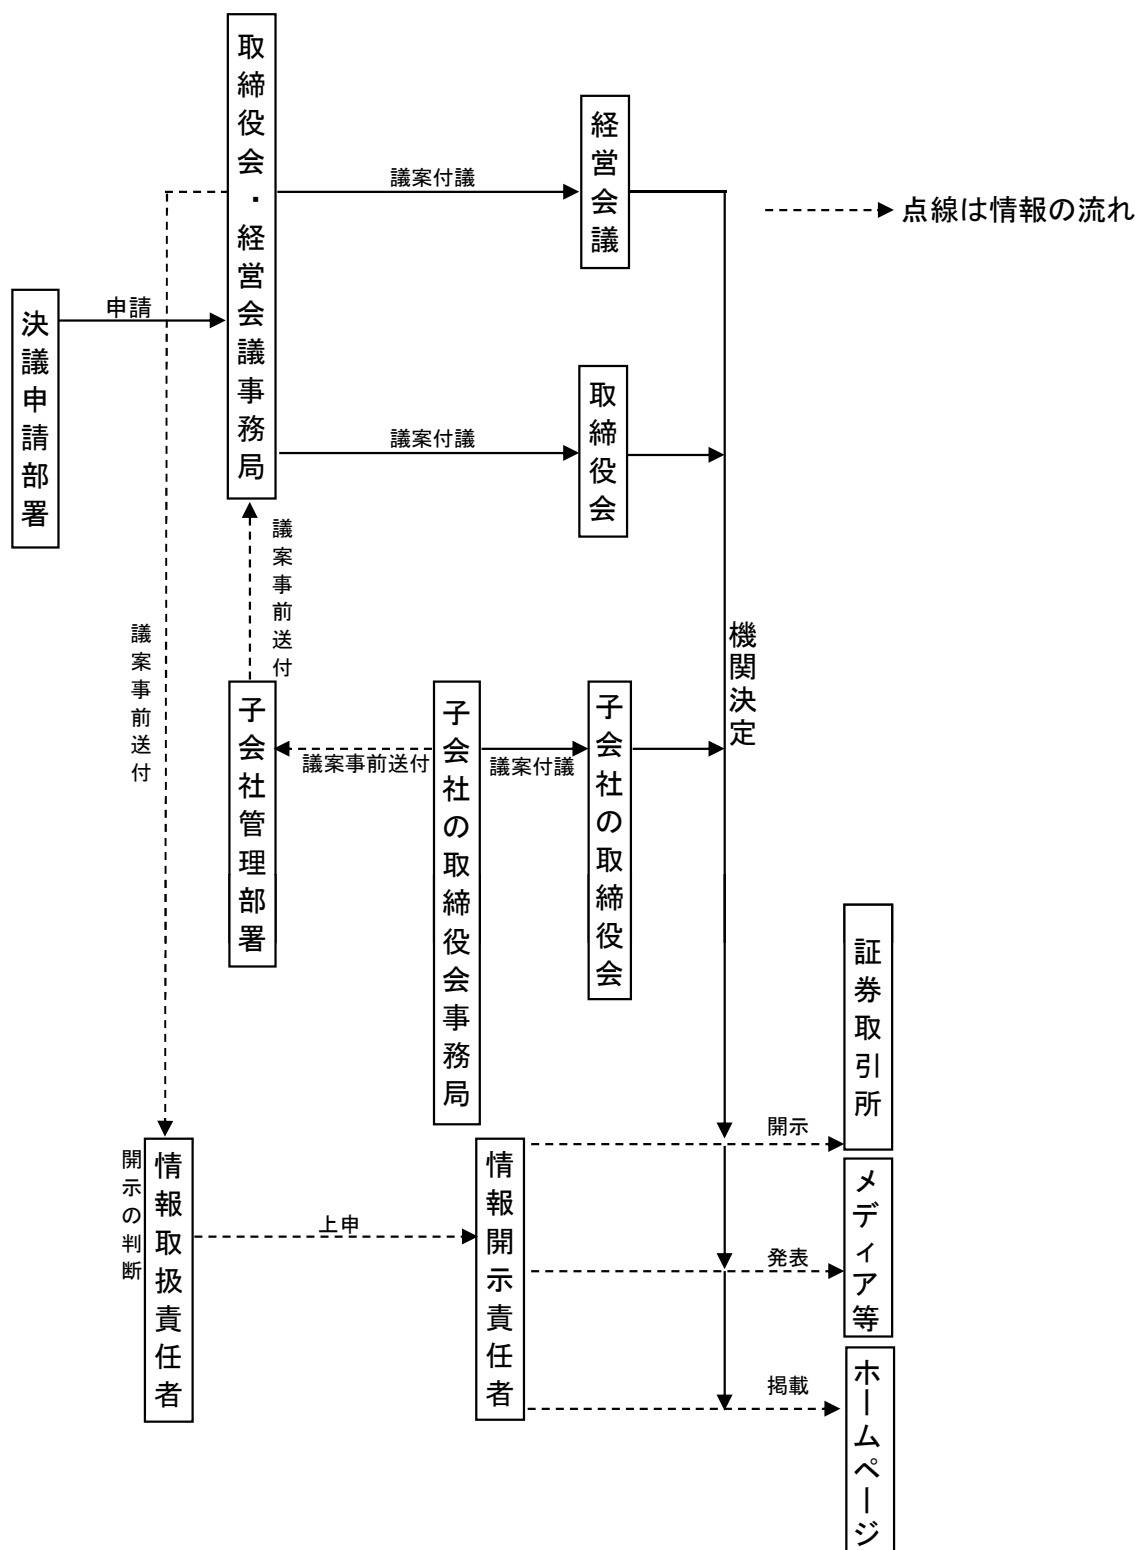 取締役会・経営会議事務局
経営会議
議案付議
点線は情報の流れ
申請
決議申請部署
取締役会
議案付議
議案事前送付
議案事前送付
機関決定
子会社管理部署
議案事前送付
子会社の取締役会事務局
議案付議
子会社の取締役会
証券取引所
開示
開示の判断
情報取扱責任者
上申
情報開示責任者
発表
メディア等
掲載
ホームページ